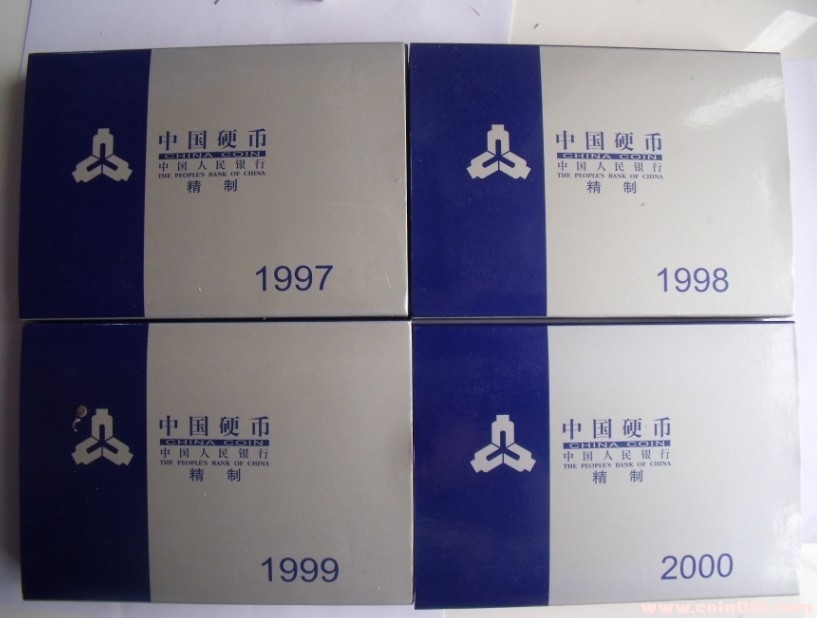 中国硬币
CHINA COIN
中国人民银行
THE PEOPLE'S BANK OF CHINA
精制
1997
中国硬币
CHINA COIN
中国人民银行
THE PEOPLE'S BANK OF CHINA
精制
1998
中国硬币
CHINA COIN
中国人民银行
THE PEOPLE'S BANK OF CHINA
精制
1999
中国硬币
CHINA COIN
中国人民银行
THE PEOPLE'S BANK OF CHINA
精制
2000